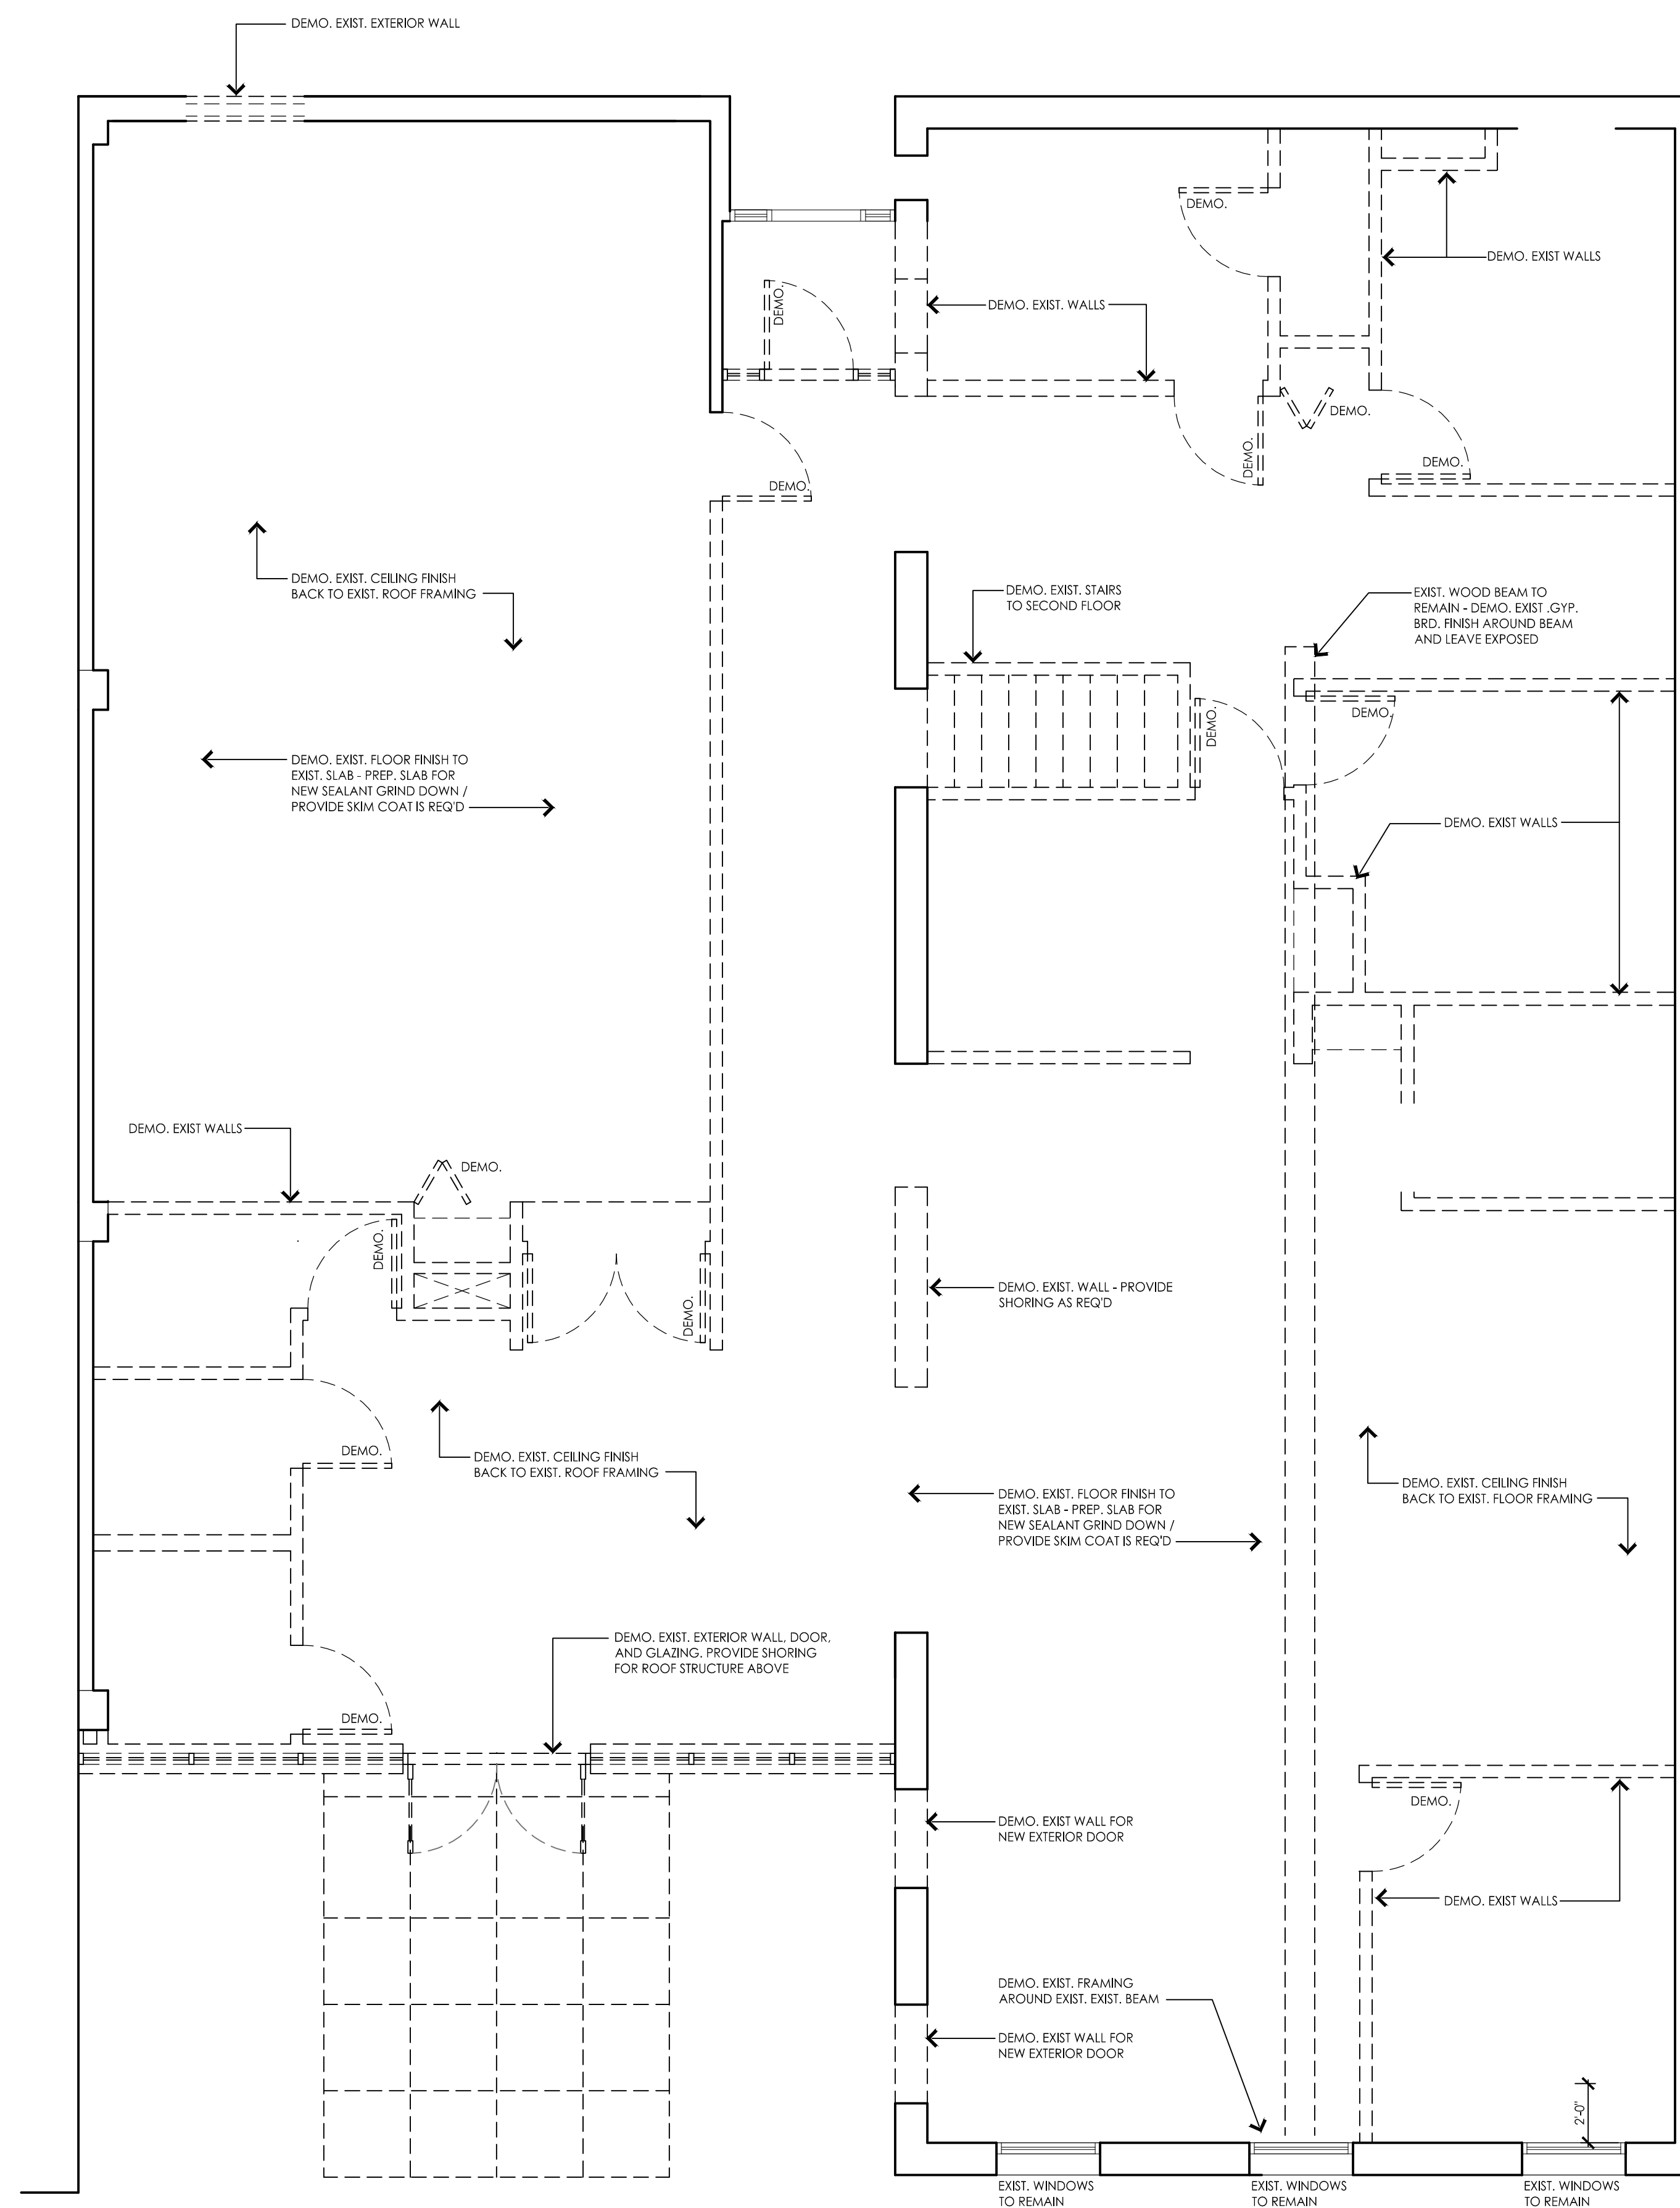 DEMO. EXIST. EXTERIOR WALL
DEMO.
DEMO. EXIST WALLS
DEMO.
DEMO. EXIST. WALLS
DEMO.
DEMO.
DEMO.
DEMO.
DEMO. EXIST. CEILING FINISH
BACK TO EXIST. ROOF FRAMING
DEMO. EXIST. STAIRS
TO SECOND FLOOR
EXIST. WOOD BEAM TO
REMAIN - DEMO. EXIST .GYP.
BRD. FINISH AROUND BEAM
AND LEAVE EXPOSED
DEMO.
DEMO.
DEMO. EXIST. FLOOR FINISH TO
EXIST. SLAB - PREP. SLAB FOR
NEW SEALANT GRIND DOWN /
PROVIDE SKIM COAT IS REQ'D
DEMO. EXIST WALLS
DEMO. EXIST WALLS
DEMO.
DEMO.
DEMO.
DEMO. EXIST. WALL - PROVIDE
SHORING AS REQ'D
DEMO.
DEMO. EXIST. CEILING FINISH
BACK TO EXIST. ROOF FRAMING
DEMO. EXIST. FLOOR FINISH TO
EXIST. SLAB - PREP. SLAB FOR
NEW SEALANT GRIND DOWN /
PROVIDE SKIM COAT IS REQ'D
DEMO. EXIST. CEILING FINISH
BACK TO EXIST. FLOOR FRAMING
DEMO. EXIST. EXTERIOR WALL, DOOR,
AND GLAZING. PROVIDE SHORING
FOR ROOF STRUCTURE ABOVE
DEMO.
DEMO.
DEMO. EXIST WALL FOR
NEW EXTERIOR DOOR
DEMO. EXIST WALLS
DEMO. EXIST. FRAMING
AROUND EXIST. EXIST. BEAM
DEMO. EXIST WALL FOR
NEW EXTERIOR DOOR
2'-0"
EXIST. WINDOWS
TO REMAIN
EXIST. WINDOWS
TO REMAIN
EXIST. WINDOWS
TO REMAIN